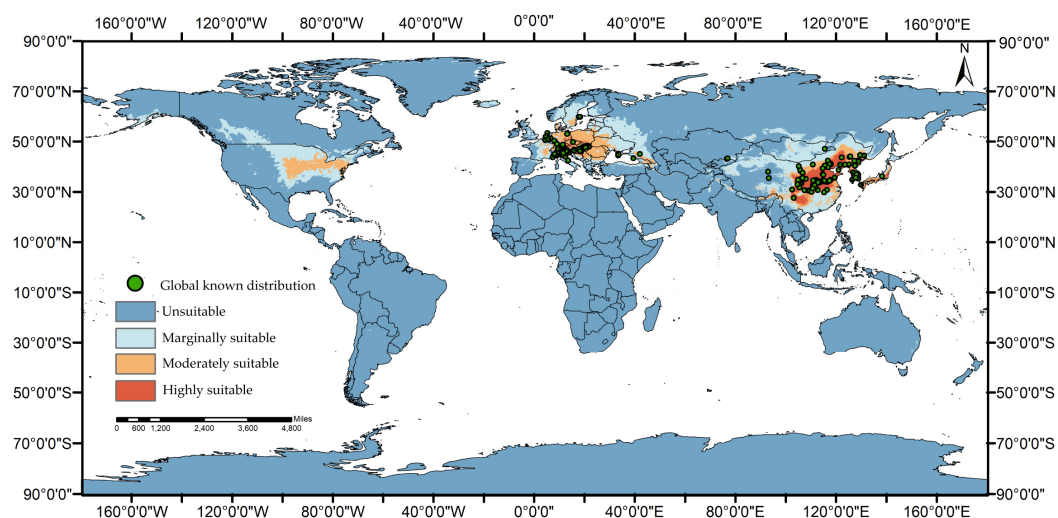 160°0'0"W 120°0'0"W 80°0'0"W 40°0'0"W 0°0'0" 40°0'0"E 80°0'0"E 120°0'0"E 160°0'0"E
90°0'0" 90°0'0"
N
70°0'0"N 70°0'0"N
50°0'0"N 50°0'0"N
30°0'0"N 30°0'0"N
10°0'0"N 10°0'0"N
Global known distribution
10°0'0"S 10°0'0"S
Unsuitable
Marginally suitable
30°0'0"S 30°0'0"S
Moderately suitable
Highly suitable
50°0'0"S 50°0'0"S
Miles
0 600 1,200 2,400 3,600 4,800
70°0'0"S 70°0'0"S
90°0'0" 90°0'0"
160°0'0"W 120°0'0"W 80°0'0"W 40°0'0"W 0°0'0" 40°0'0"E 80°0'0"E 120°0'0"E 160°0'0"E